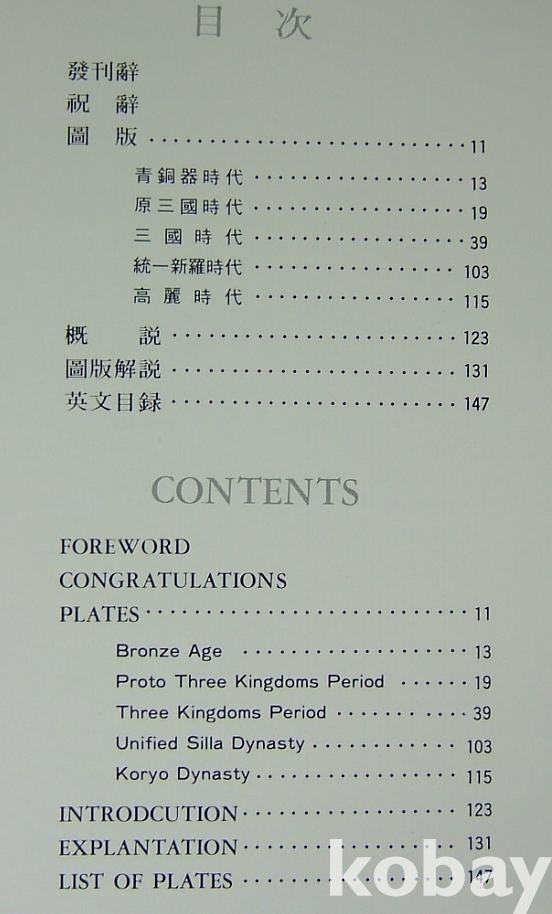 目 次
發刊辭
祝 辭
圖 版 ························ 11
青銅器時代 ·················· 13
原三國時代 ·················· 19
三國時代 ·················· 39
統一新羅時代 ·················· 103
高麗時代 ·················· 115
概 説 ························ 123
圖版解説 ························ 131
英文目録 ························ 147
CONTENTS
FOREWORD
CONGRATULATIONS
PLATES ···························· 11
Bronze Age ··················· 13
Proto Three Kingdoms Period ······ 19
Three Kingdoms Period ··········· 39
Unified Silla Dynasty ············· 103
Koryo Dynasty ·················· 115
INTRODCUTION ··················· 123
EXPLANTATION ··················· 131
LIST OF PLATES ··················· 147
kobay